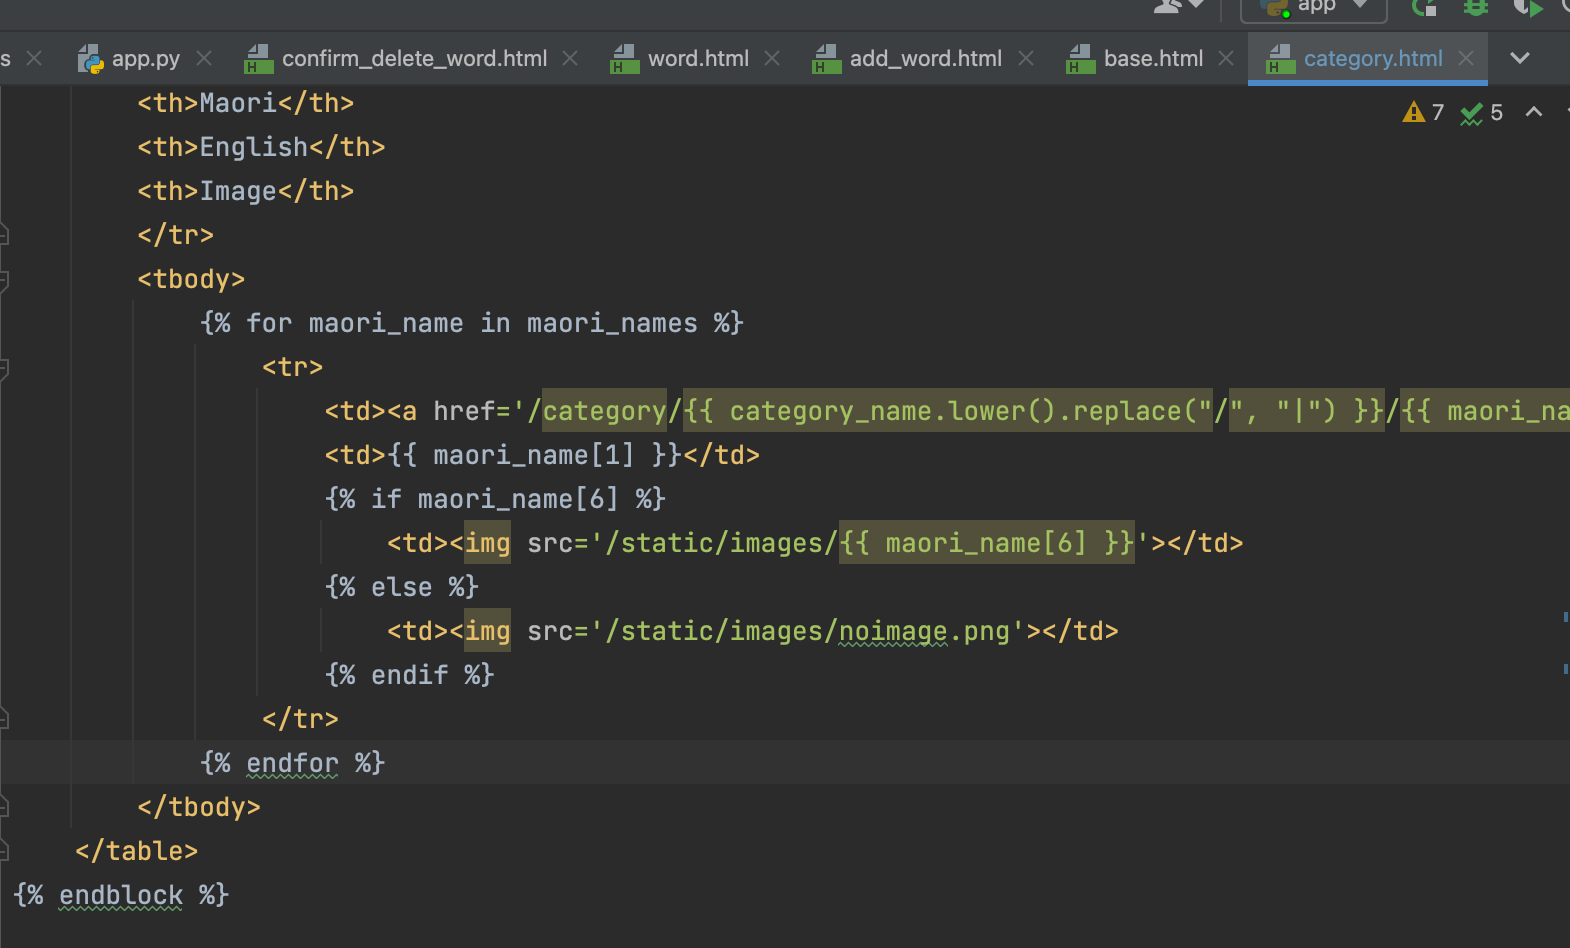 app
s app.py confirm_delete_word.html word.html add_word.html base.html category.html
<th>Maori</th>
7 5
<th>English</th>
<th>Image</th>
</tr>
<tbody>
{% for maori_name in maori_names %}
<tr>
<td><a href='/category/{{ category_name.lower().replace("/", "|") }}/{{ maori_na
<td>{{ maori_name[1] }}</td>
{% if maori_name[6] %}
<td><img src='/static/images/{{ maori_name[6] }}'></td>
{% else %}
<td><img src='/static/images/noimage.png'></td>
{% endif %}
</tr>
{% endfor %}
</tbody>
</table>
{% endblock %}